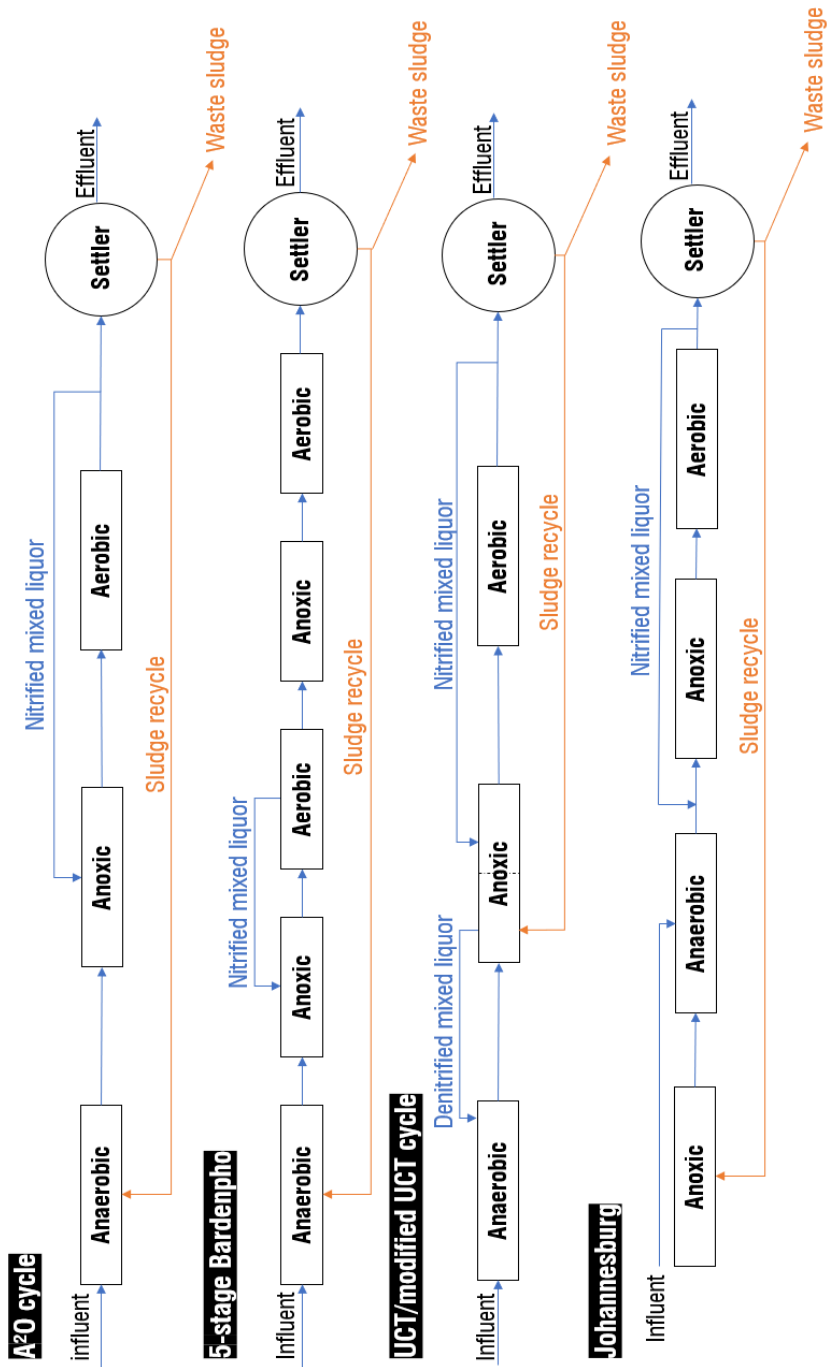 A²O cycle
influent
Anaerobic
Anoxic
Aerobic
Settler
Effluent
Nitrified mixed liquor
Sludge recycle
Waste sludge
5-stage Bardenpho
Influent
Anaerobic
Anoxic
Aerobic
Anoxic
Aerobic
Settler
Effluent
Nitrified mixed liquor
Sludge recycle
Waste sludge
UCT/modified UCT cycle
Influent
Anaerobic
Anoxic
Aerobic
Settler
Effluent
Denitrified mixed liquor
Nitrified mixed liquor
Sludge recycle
Waste sludge
Johannesburg
Influent
Anoxic
Anaerobic
Anoxic
Aerobic
Settler
Effluent
Nitrified mixed liquor
Sludge recycle
Waste sludge